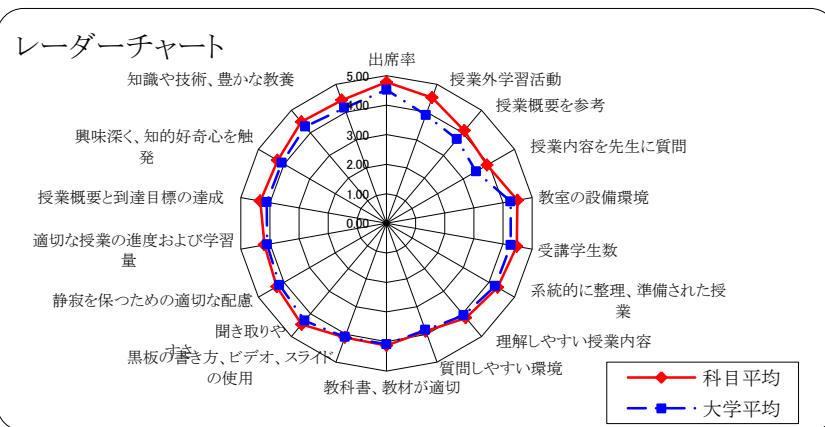 レーダーチャート
出席率
授業外学習活動
授業概要を参考
授業内容を先生に質問
教室の設備環境
受講学生数
系統的に整理、準備された授
業
理解しやすい授業内容
質問しやすい環境
教科書、教材が適切
黒板の書き方、ビデオ、スライド
の使用
聞き取りや
すさ
静寂を保つための適切な配慮
適切な授業の進度および学習
量
授業概要と到達目標の達成
興味深く、知的好奇心を触
発
知識や技術、豊かな教養
5.00
4.00
3.00
2.00
1.00
0.00
科目平均
大学平均